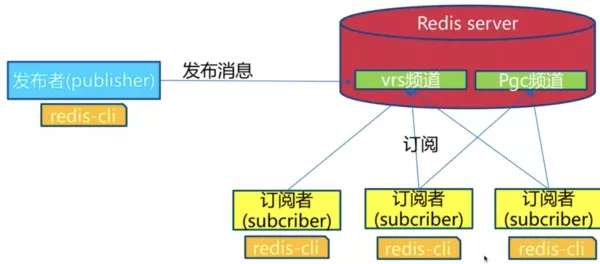 Redis server
发布者(publisher)
发布消息
vrs频道
Pgc频道
redis-cli
订阅
订阅者
(subcriber)
订阅者
(subcriber)
订阅者
(subcriber)
redis-cli
redis-cli
redis-cli